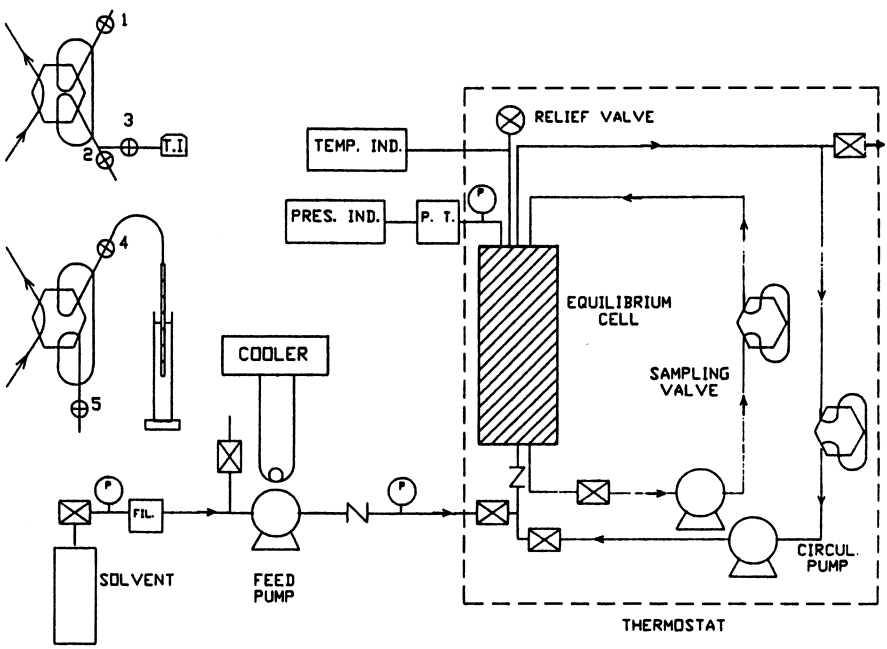 1
3
T.I
2
RELIEF VALVE
TEMP. IND.
P
PRES. IND.
P. T.
4
EQUILIBRIUM
CELL
COOLER
SAMPLING
VALVE
5
P
P
FIL.
SOLVENT
FEED
PUMP
CIRCUL.
PUMP
THERMOSTAT